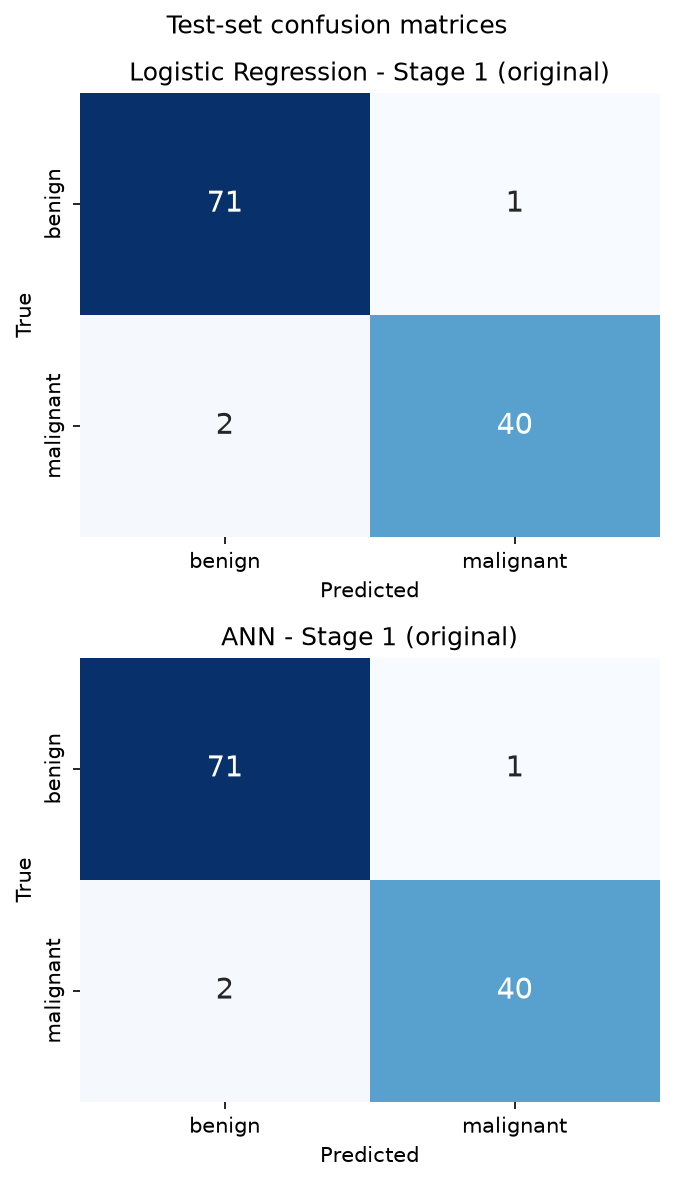 Test-set confusion matrices
Logistic Regression - Stage 1 (original)
True
benign
71
1
malignant
2
40
benign
malignant
Predicted
ANN - Stage 1 (original)
True
benign
71
1
malignant
2
40
benign
malignant
Predicted